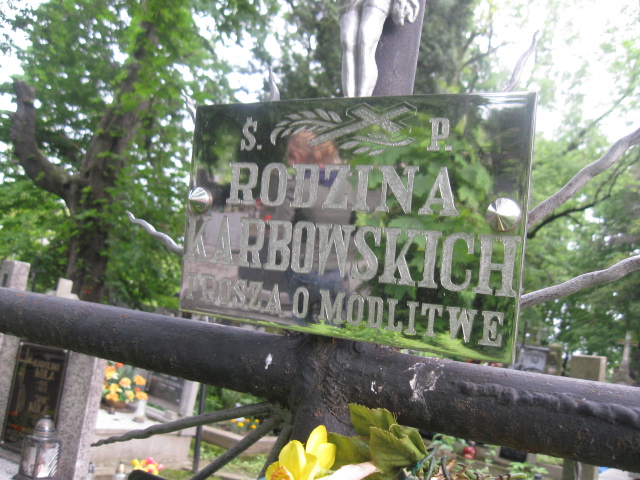 Ś. P.
RODZINA
KARBOWSKICH
PROSZĄ O MODLITWĘ